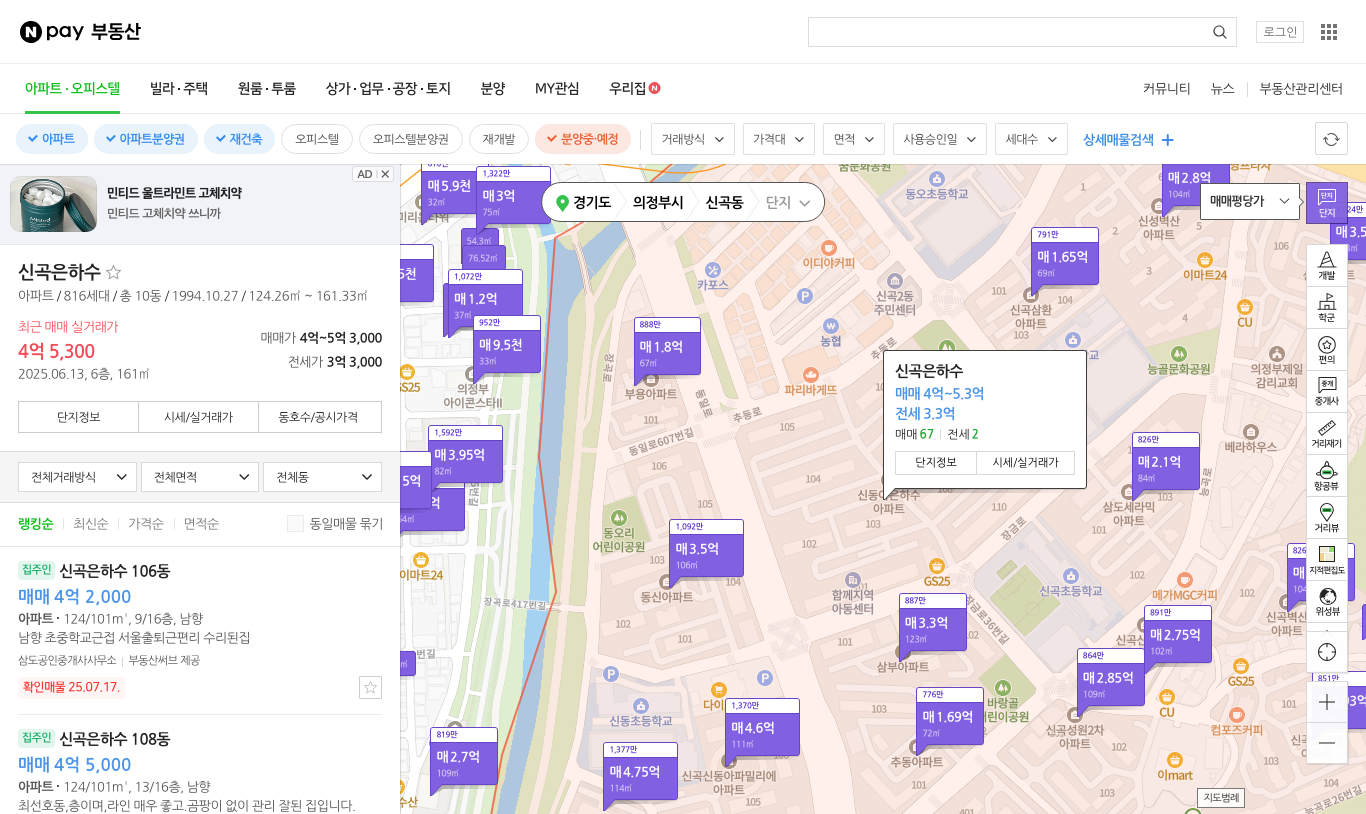 N pay 부동산
로그인
아파트·오피스텔 빌라·주택 원룸·투룸 상가·업무·공장·토지 분양 MY관심 우리집 N
커뮤니티 뉴스 부동산관리센터
아파트 아파트분양권 재건축 오피스텔 오피스텔분양권 재개발 분양중·예정
거래방식 가격대 면적 사용승인일 세대수 상세매물검색
AD
민티드 울트라민트 고체치약
민티드 고체치약 쓰니까
신곡은하수
아파트 / 816세대 / 총 10동 / 1994.10.27 / 124.26㎡ ~ 161.33㎡
최근 매매 실거래가
4억 5,300
2025.06.13, 6층, 161㎡
매매가 4억~5억 3,000
전세가 3억 3,000
단지정보 시세/실거래가 동호수/공시가격
전체거래방식 전체면적 전체동
랭킹순 최신순 가격순 면적순 동일매물 묶기
집주인 신곡은하수 106동
매매 4억 2,000
아파트 · 124/101㎡, 9/16층, 남향
남향 초중학교근접 서울출퇴근편리 수리된집
삼도공인중개사사무소 부동산써브 제공
확인매물 25.07.17.
집주인 신곡은하수 108동
매매 4억 5,000
아파트 · 124/101㎡, 13/16층, 남향
최선호동,층이며,라인 매우 좋고.곰팡이 없이 관리 잘된 집입니다.
경기도 의정부시 신곡동 단지
매매평당가
단지
단지
개발
학군
편의
중개
중개사
거리재기
항공뷰
거리뷰
지적편집도
위성뷰
지도범례
신곡은하수
매매 4억~5.3억
전세 3.3억
매매 67 전세 2
단지정보 시세/실거래가
매5.9천
32㎡
1,322만
매3억
75㎡
54.3㎡
76.52㎡
1,072만
매1.2억
37㎡
952만
매9.5천
33㎡
888만
매1.8억
67㎡
1,592만
매3.95억
82㎡
1,092만
매3.5억
106㎡
819만
매2.7억
109㎡
1,377만
매4.75억
114㎡
1,370만
매4.6억
111㎡
776만
매1.69억
72㎡
887만
매3.3억
123㎡
864만
매2.85억
109㎡
891만
매2.75억
102㎡
826만
매2.1억
84㎡
791만
매1.65억
69㎡
매2.8억
104㎡
851만
꿈문화공원
동오초등학교
신성벽산
아파트
이마트24
CU
의정부제일
감리교회
능골문화공원
베라하우스
삼도세라믹
아파트
신곡삼환
아파트
신곡2동
주민센터
이디야커피
카포스
농협
파리바게뜨
부용아파트
의정부
아이콘스타II
GS25
이마트24
동오리
어린이공원
동신아파트
함께지역
아동센터
GS25
신곡초등학교
메가MGC커피
삼부아파트
신동초등학교
신곡신동아파밀리에
아파트
추동아파트
신곡성원2차
아파트
CU
GS25
컴포즈커피
이mart
장곡로
동일로
추동로
추동로
동일로607번길
장곡로417번길
장금로
장곡로36번길